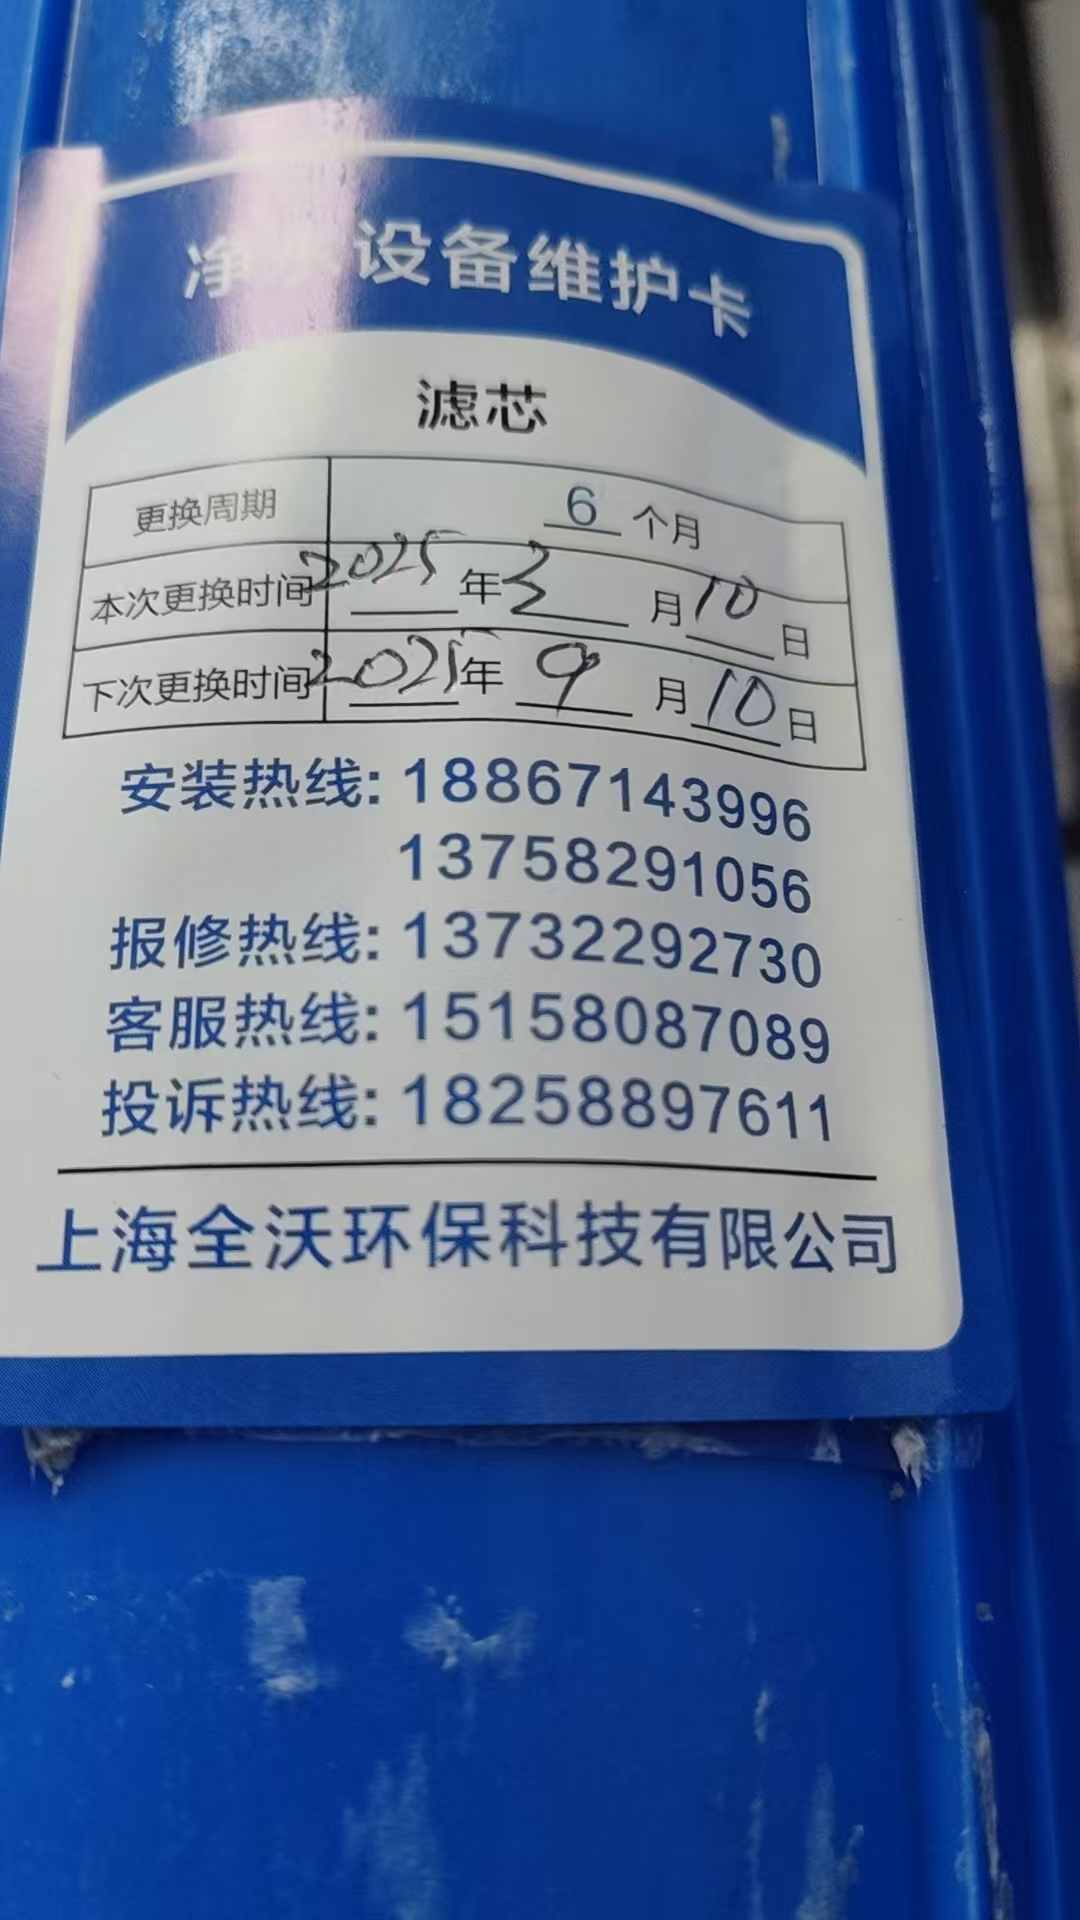 净水设备维护卡
滤芯
更换周期 6 个月
本次更换时间 2025 年 3 月 10 日
下次更换时间 2025 年 9 月 10 日
安装热线: 18867143996
13758291056
报修热线: 13732292730
客服热线: 15158087089
投诉热线: 18258897611
上海全沃环保科技有限公司